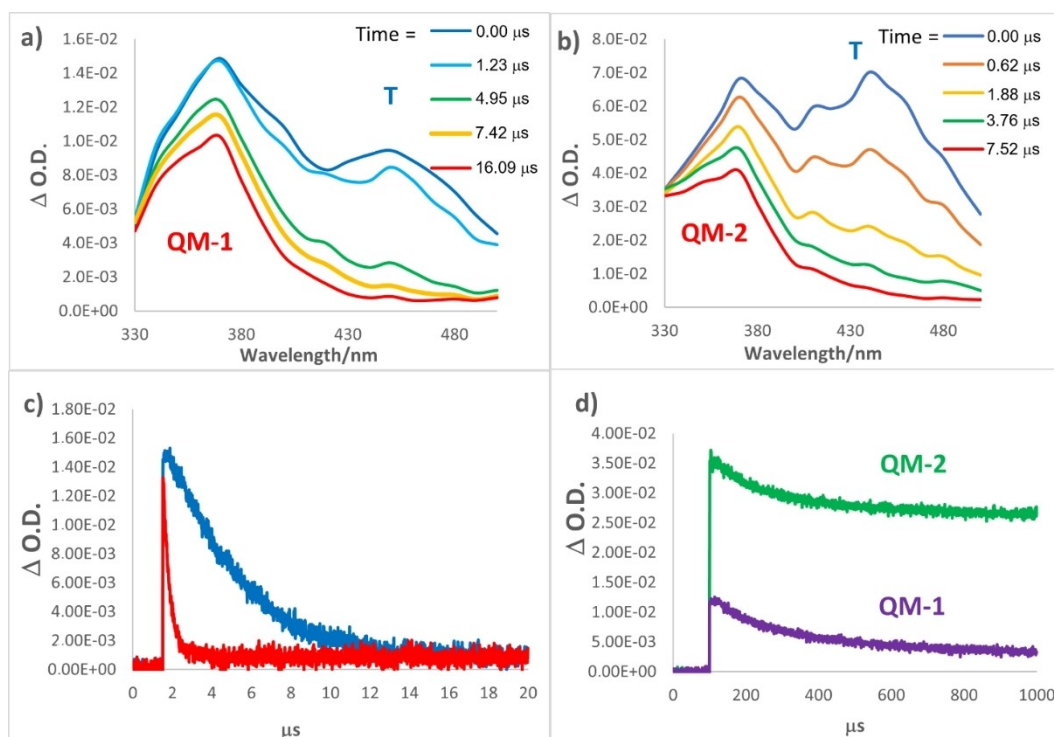 a)
Time =
0.00 µs
1.23 µs
4.95 µs
7.42 µs
16.09 µs
T
QM-1
Δ O.D.
1.6E-02
1.4E-02
1.2E-02
1.0E-02
8.0E-03
6.0E-03
4.0E-03
2.0E-03
0.0E+00
330 380 430 480
Wavelength/nm
b)
Time =
0.00 µs
0.62 µs
1.88 µs
3.76 µs
7.52 µs
T
QM-2
Δ O.D.
8.0E-02
7.0E-02
6.0E-02
5.0E-02
4.0E-02
3.0E-02
2.0E-02
1.0E-02
0.0E+00
330 380 430 480
Wavelength/nm
c)
Δ O.D.
1.80E-02
1.60E-02
1.40E-02
1.20E-02
1.00E-02
8.00E-03
6.00E-03
4.00E-03
2.00E-03
0.00E+00
0 2 4 6 8 10 12 14 16 18 20
µs
d)
Δ O.D.
4.00E-02
3.50E-02
3.00E-02
2.50E-02
2.00E-02
1.50E-02
1.00E-02
5.00E-03
0.00E+00
QM-2
QM-1
0 200 400 600 800 1000
µs